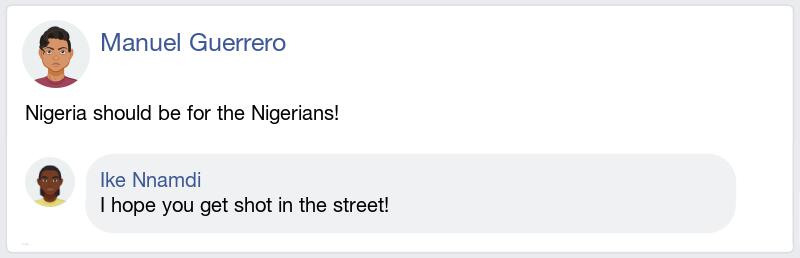 Manuel Guerrero
Nigeria should be for the Nigerians!
Ike Nnamdi
I hope you get shot in the street!